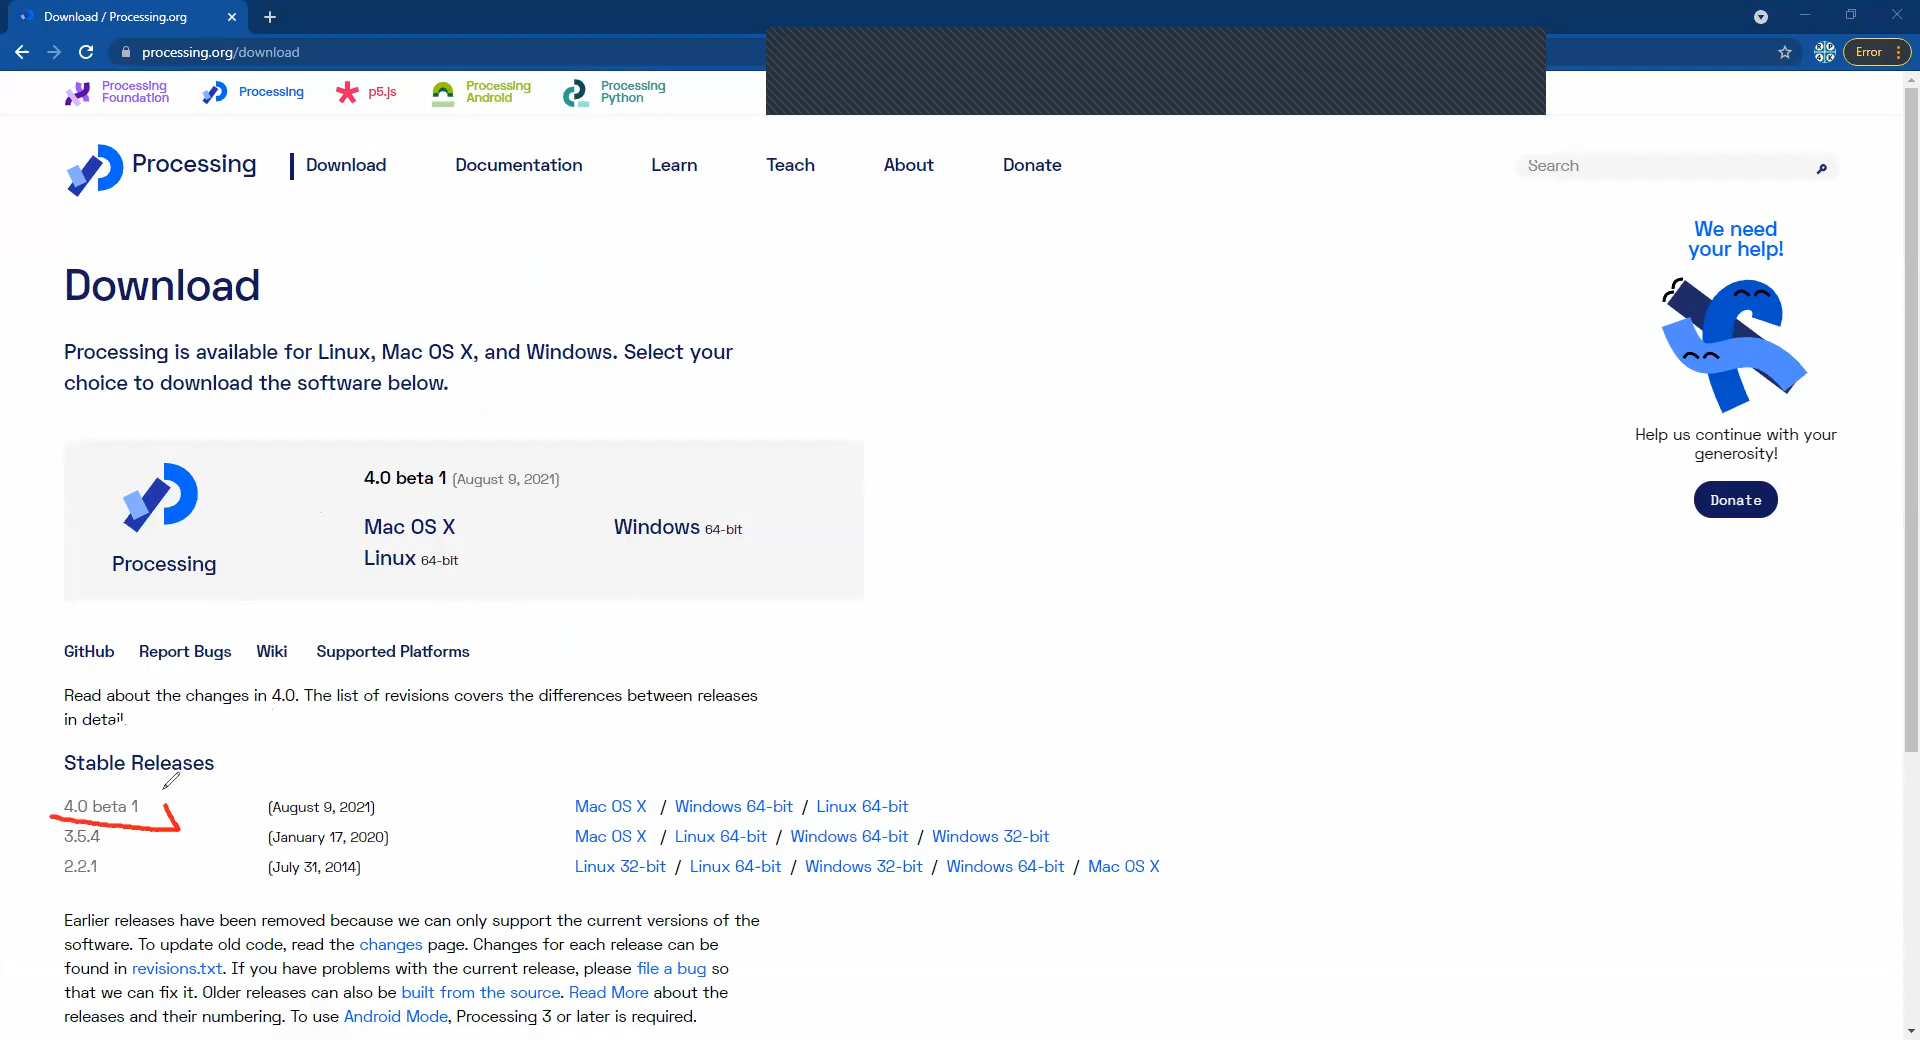 Download / Processing.org
processing.org/download
Error
Processing Foundation
Processing
p5.js
Processing Android
Processing Python
Processing
Download
Documentation
Learn
Teach
About
Donate
Search
We need
your help!
Help us continue with your
generosity!
Donate
Download
Processing is available for Linux, Mac OS X, and Windows. Select your
choice to download the software below.
Processing
4.0 beta 1 (August 9, 2021)
Mac OS X
Windows 64-bit
Linux 64-bit
GitHub
Report Bugs
Wiki
Supported Platforms
Read about the changes in 4.0. The list of revisions covers the differences between releases
in detail.
Stable Releases
4.0 beta 1 (August 9, 2021) Mac OS X / Windows 64-bit / Linux 64-bit
3.5.4 (January 17, 2020) Mac OS X / Linux 64-bit / Windows 64-bit / Windows 32-bit
2.2.1 (July 31, 2014) Linux 32-bit / Linux 64-bit / Windows 32-bit / Windows 64-bit / Mac OS X
Earlier releases have been removed because we can only support the current versions of the
software. To update old code, read the changes page. Changes for each release can be
found in revisions.txt. If you have problems with the current release, please file a bug so
that we can fix it. Older releases can also be built from the source. Read More about the
releases and their numbering. To use Android Mode, Processing 3 or later is required.